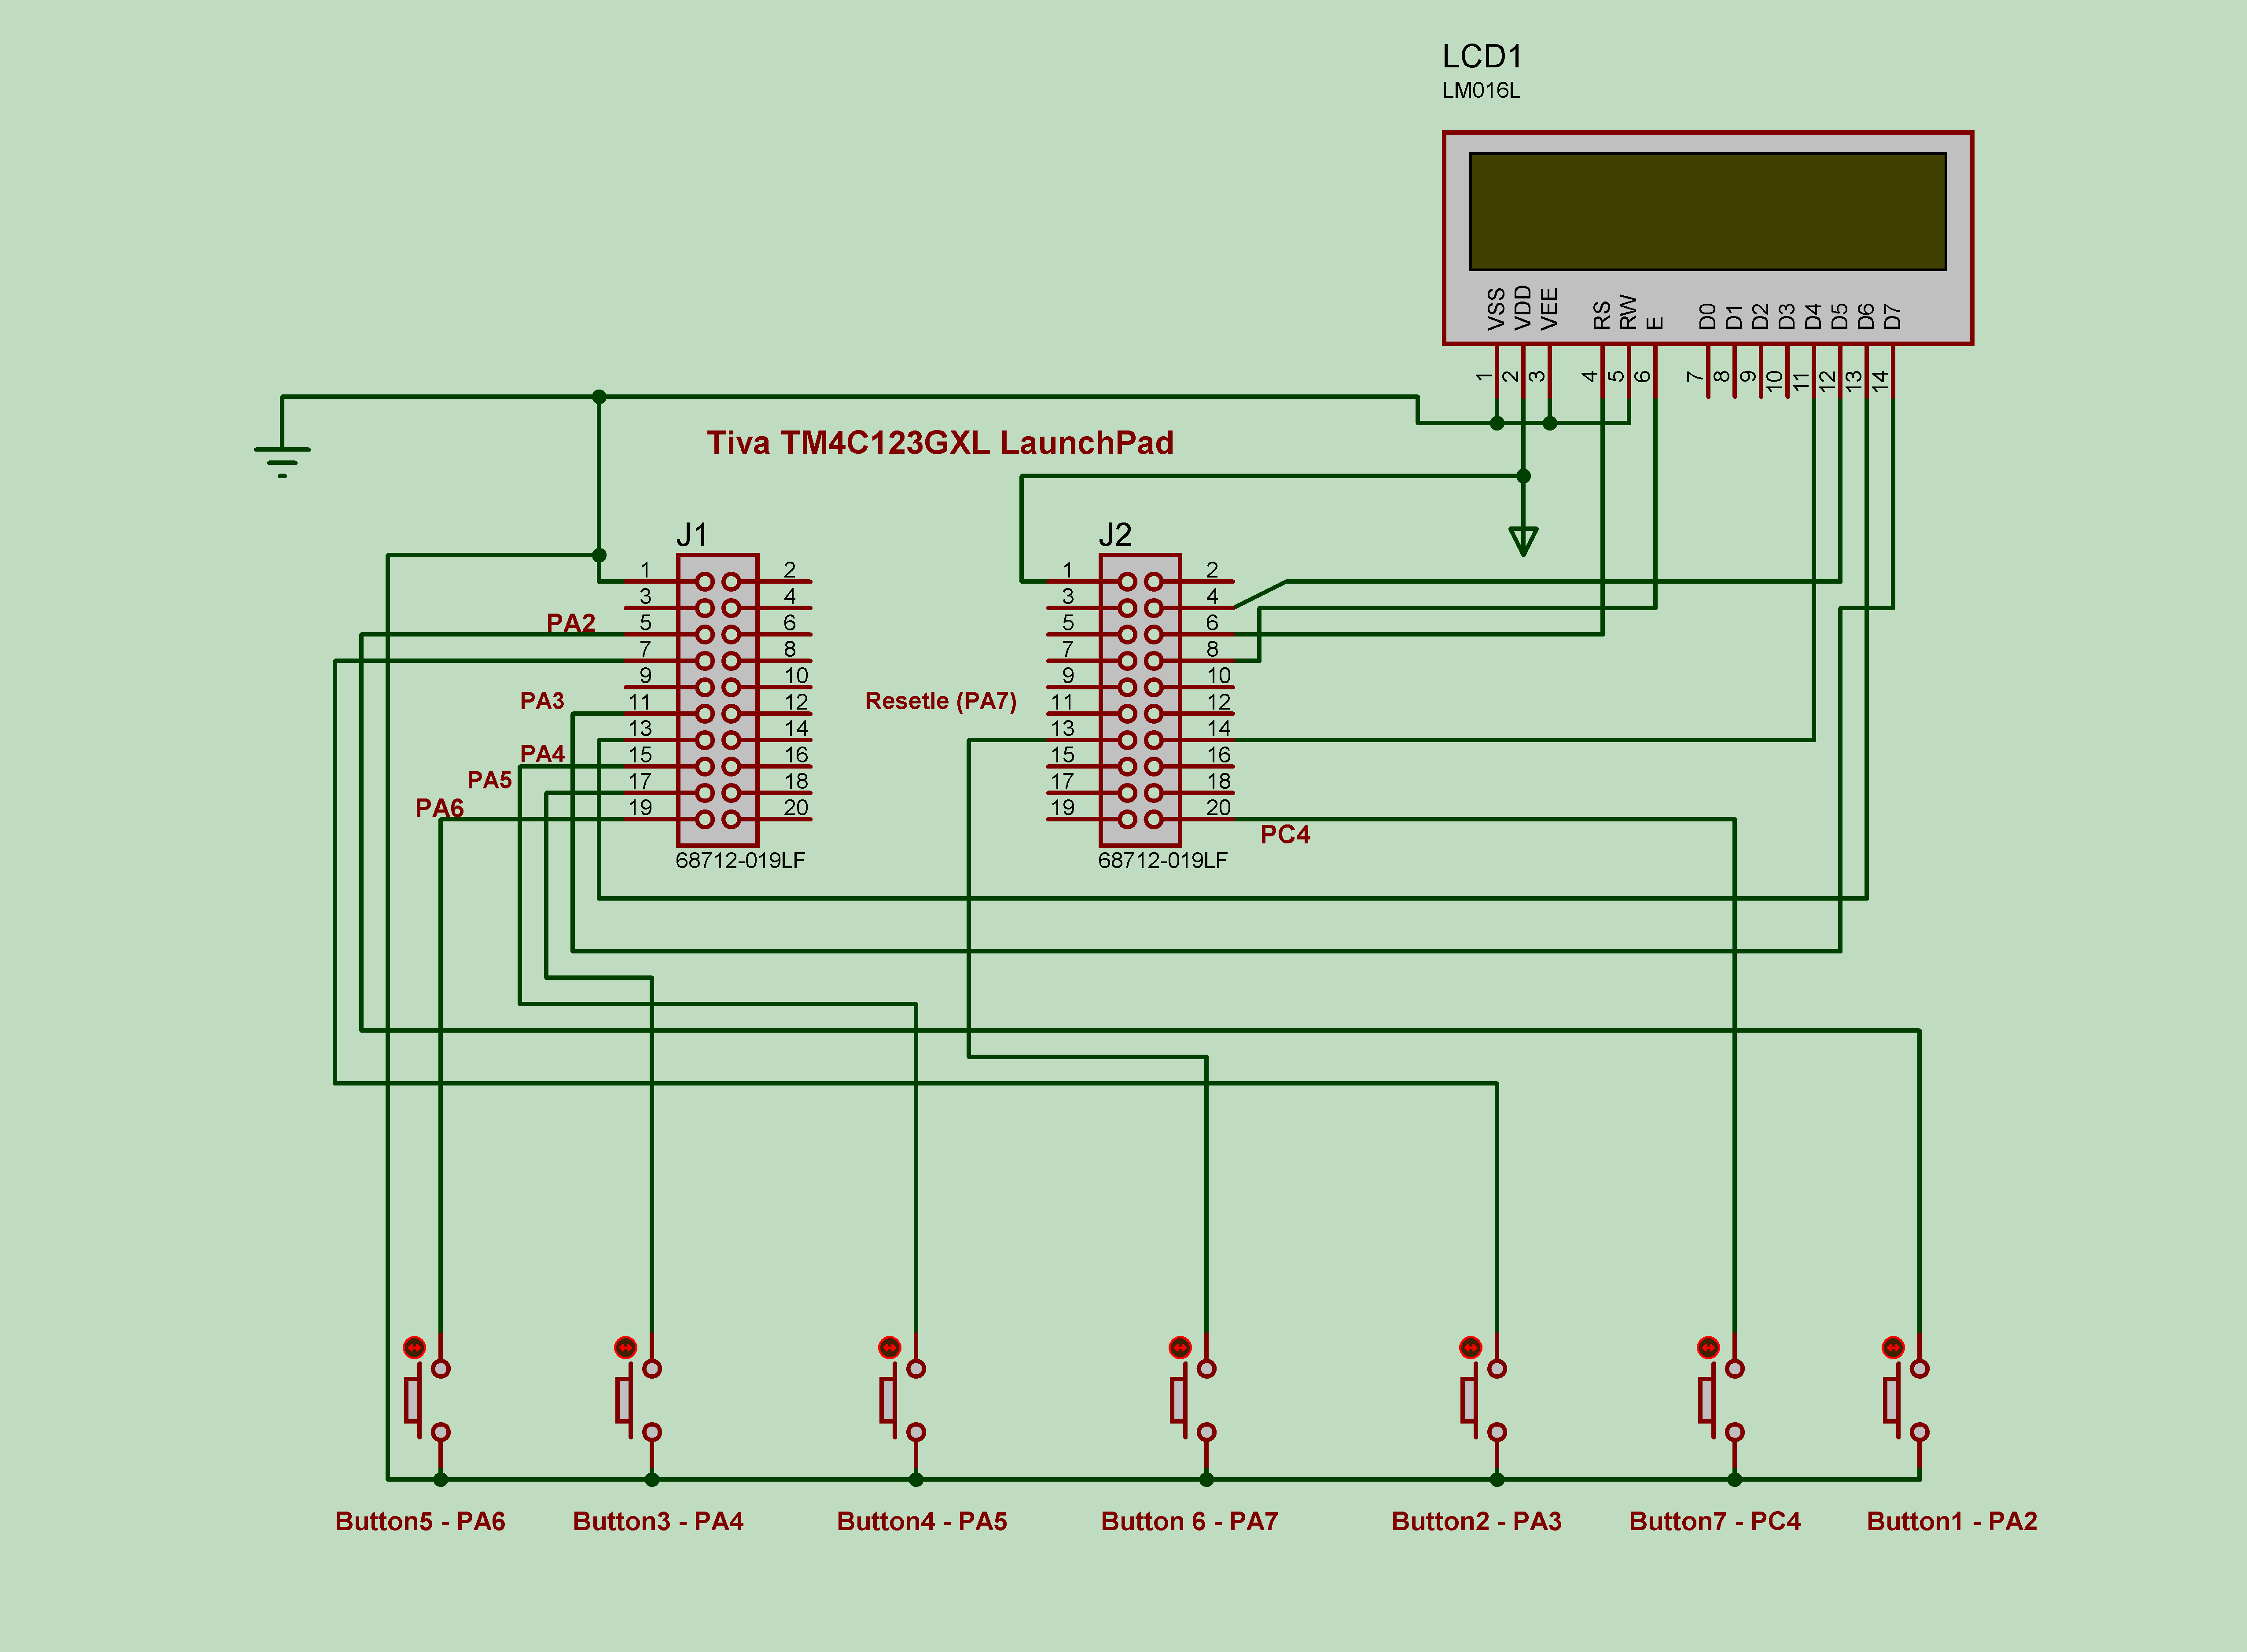 LCD1
LM016L
VSS VDD VEE RS RW E D0 D1 D2 D3 D4 D5 D6 D7
1 2 3 4 5 6 7 8 9 10 11 12 13 14
Tiva TM4C123GXL LaunchPad
J1
1 2
3 4
PA2 5 6
7 8
9 10
PA3 11 12
13 14
PA4 15 16
PA5 17 18
PA6 19 20
68712-019LF
J2
1 2
3 4
5 6
7 8
9 10
Resetle (PA7) 11 12
13 14
15 16
17 18
19 20
PC4
68712-019LF
Button5 - PA6
Button3 - PA4
Button4 - PA5
Button 6 - PA7
Button2 - PA3
Button7 - PC4
Button1 - PA2